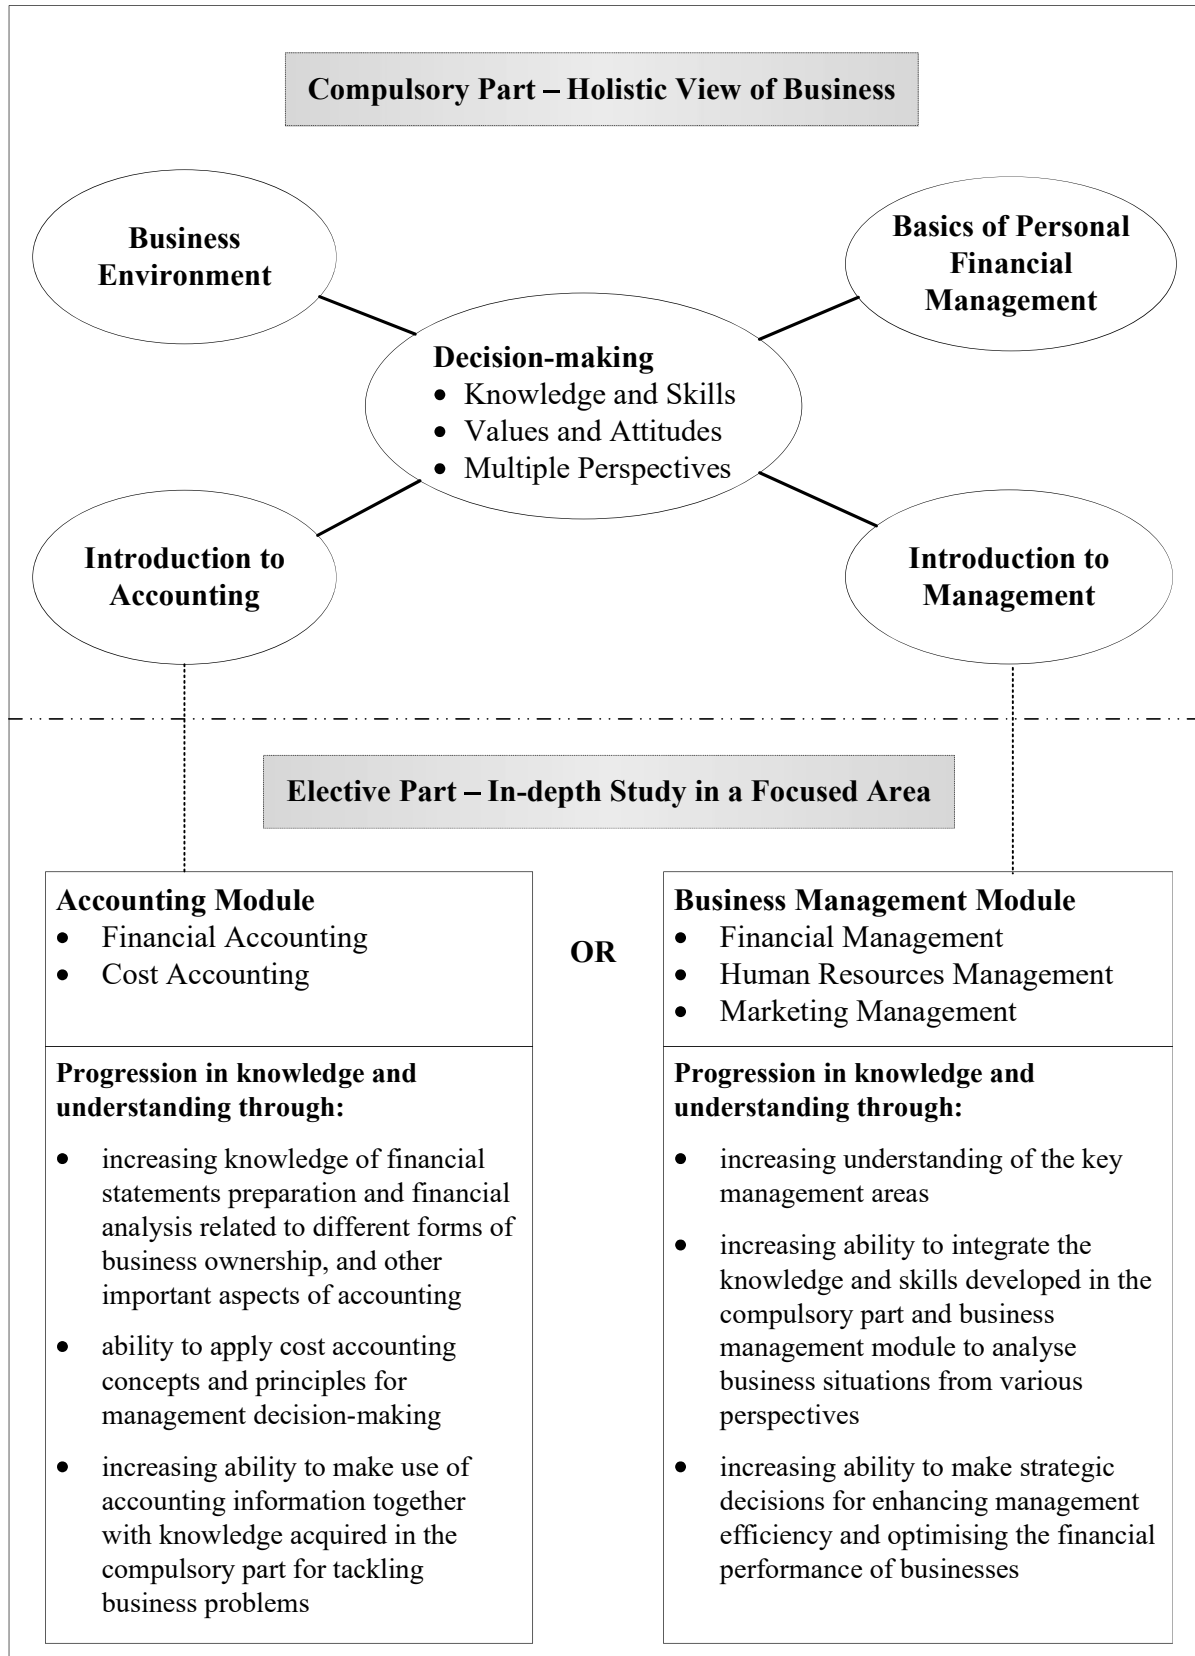 Compulsory Part – Holistic View of Business
Business
Environment
Basics of Personal
Financial
Management
Decision-making
• Knowledge and Skills
• Values and Attitudes
• Multiple Perspectives
Introduction to
Accounting
Introduction to
Management
Elective Part – In-depth Study in a Focused Area
Accounting Module
• Financial Accounting
• Cost Accounting
OR
Business Management Module
• Financial Management
• Human Resources Management
• Marketing Management
Progression in knowledge and
understanding through:
• increasing knowledge of financial
statements preparation and financial
analysis related to different forms of
business ownership, and other
important aspects of accounting
• ability to apply cost accounting
concepts and principles for
management decision-making
• increasing ability to make use of
accounting information together
with knowledge acquired in the
compulsory part for tackling
business problems
Progression in knowledge and
understanding through:
• increasing understanding of the key
management areas
• increasing ability to integrate the
knowledge and skills developed in the
compulsory part and business
management module to analyse
business situations from various
perspectives
• increasing ability to make strategic
decisions for enhancing management
efficiency and optimising the financial
performance of businesses